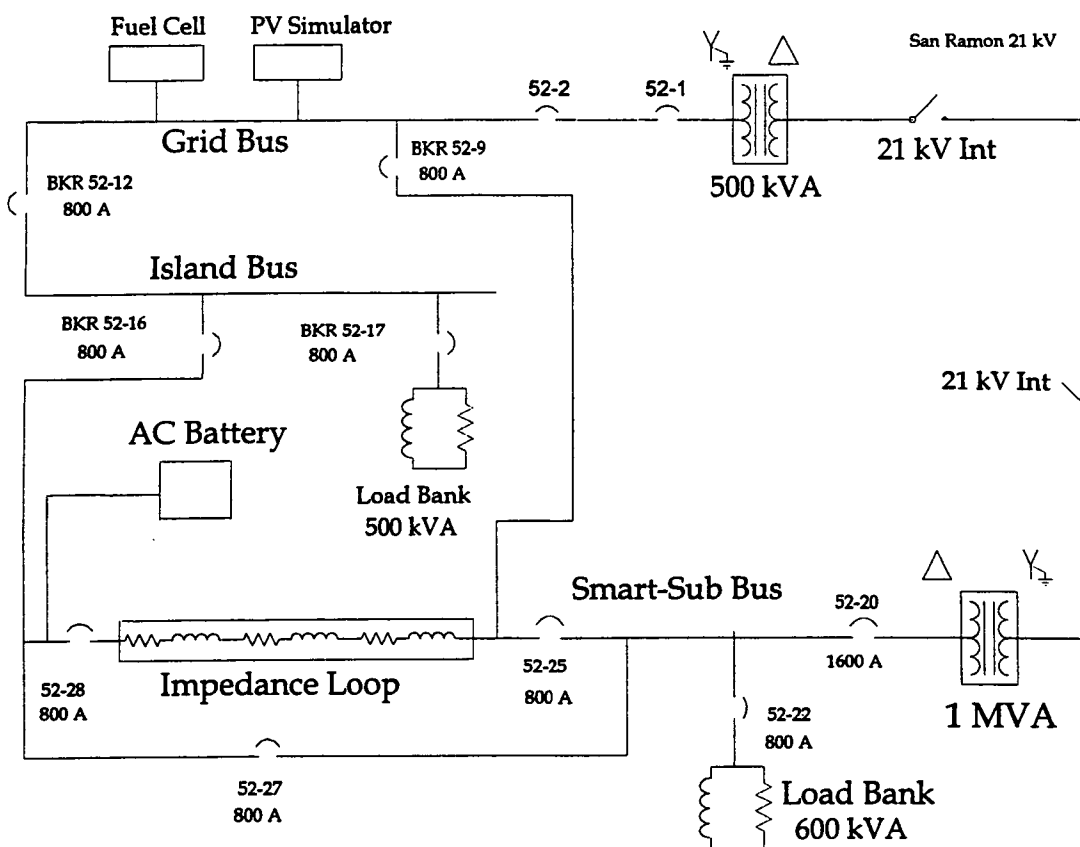 Fuel Cell
PV Simulator
San Ramon 21 kV
52-2
52-1
Grid Bus
BKR 52-9
800 A
21 kV Int
500 kVA
BKR 52-12
800 A
Island Bus
BKR 52-16
800 A
BKR 52-17
800 A
21 kV Int
AC Battery
Load Bank
500 kVA
Smart-Sub Bus
52-20
1600 A
52-25
800 A
52-28
800 A
Impedance Loop
52-22
800 A
1 MVA
52-27
800 A
Load Bank
600 kVA